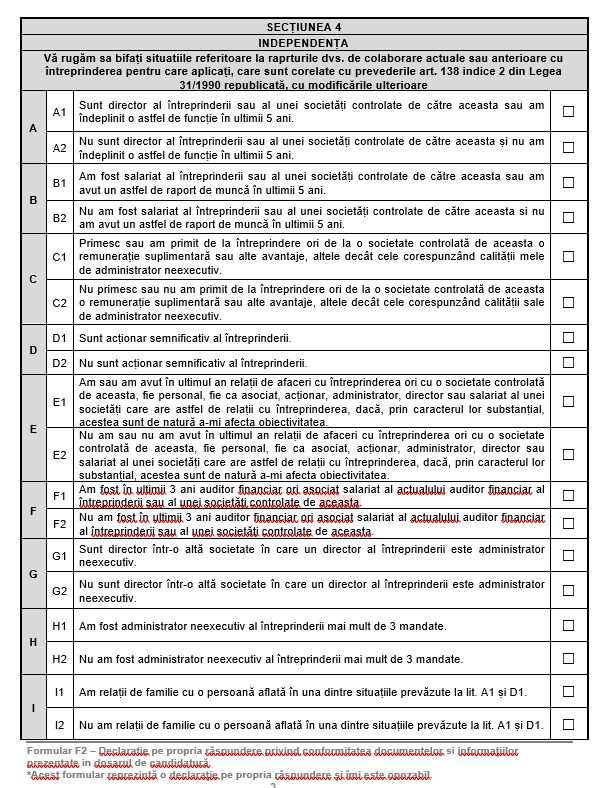 SECȚIUNEA 4
INDEPENDENȚA
Vă rugăm sa bifați situatiile referitoare la raprturile dvs. de colaborare actuale sau anterioare cu
întreprinderea pentru care aplicați, care sunt corelate cu prevederile art. 138 indice 2 din Legea
31/1990 republicată, cu modificările ulterioare
A
A1
Sunt director al întreprinderii sau al unei societăți controlate de către aceasta sau am
îndeplinit o astfel de funcție în ultimii 5 ani.
☐
A2
Nu sunt director al întreprinderii sau al unei societăți controlate de către aceasta și nu am
îndeplinit o astfel de funcție în ultimii 5 ani.
☐
B
B1
Am fost salariat al întreprinderii sau al unei societăți controlate de către aceasta sau am
avut un astfel de raport de muncă în ultimii 5 ani.
☐
B2
Nu am fost salariat al întreprinderii sau al unei societăți controlate de către aceasta si nu
am avut un astfel de raport de muncă în ultimii 5 ani.
☐
C
C1
Primesc sau am primit de la întreprindere ori de la o societate controlată de aceasta o
remunerație suplimentară sau alte avantaje, altele decât cele corespunzând calității mele
de administrator neexecutiv.
☐
C2
Nu primesc sau nu am primit de la întreprindere ori de la o societate controlată de aceasta
o remunerație suplimentară sau alte avantaje, altele decât cele corespunzând calității sale
de administrator neexecutiv.
☐
D
D1
Sunt acționar semnificativ al întreprinderii.
☐
D2
Nu sunt acționar semnificativ al întreprinderii.
☐
E
E1
Am sau am avut în ultimul an relații de afaceri cu întreprinderea ori cu o societate controlată
de aceasta, fie personal, fie ca asociat, acționar, administrator, director sau salariat al unei
societăți care are astfel de relații cu întreprinderea, dacă, prin caracterul lor substanțial,
acestea sunt de natură a-mi afecta obiectivitatea.
☐
E2
Nu am sau nu am avut în ultimul an relații de afaceri cu întreprinderea ori cu o societate
controlată de aceasta, fie personal, fie ca asociat, acționar, administrator, director sau
salariat al unei societăți care are astfel de relații cu întreprinderea, dacă, prin caracterul lor
substanțial, acestea sunt de natură a-mi afecta obiectivitatea.
☐
F
F1
Am fost în ultimii 3 ani auditor financiar ori asociat salariat al actualului auditor financiar al
întreprinderii sau al unei societăți controlate de aceasta.
☐
F2
Nu am fost în ultimii 3 ani auditor financiar ori asociat salariat al actualului auditor financiar
al întreprinderii sau al unei societăți controlate de aceasta.
☐
G
G1
Sunt director într-o altă societate în care un director al întreprinderii este administrator
neexecutiv.
☐
G2
Nu sunt director într-o altă societate în care un director al întreprinderii este administrator
neexecutiv.
☐
H
H1
Am fost administrator neexecutiv al întreprinderii mai mult de 3 mandate.
☐
H2
Nu am fost administrator neexecutiv al întreprinderii mai mult de 3 mandate.
☐
I
I1
Am relații de familie cu o persoană aflată în una dintre situațiile prevăzute la lit. A1 și D1.
☐
I2
Nu am relații de familie cu o persoană aflată în una dintre situațiile prevăzute la lit. A1 și D1.
☐
Formular F2 – Declarație pe propria răspundere privind conformitatea documentelor si informațiilor
prezentate in dosarul de candidatură
*Acest formular reprezintă o declarație pe propria răspundere și îmi este opozabil.
3